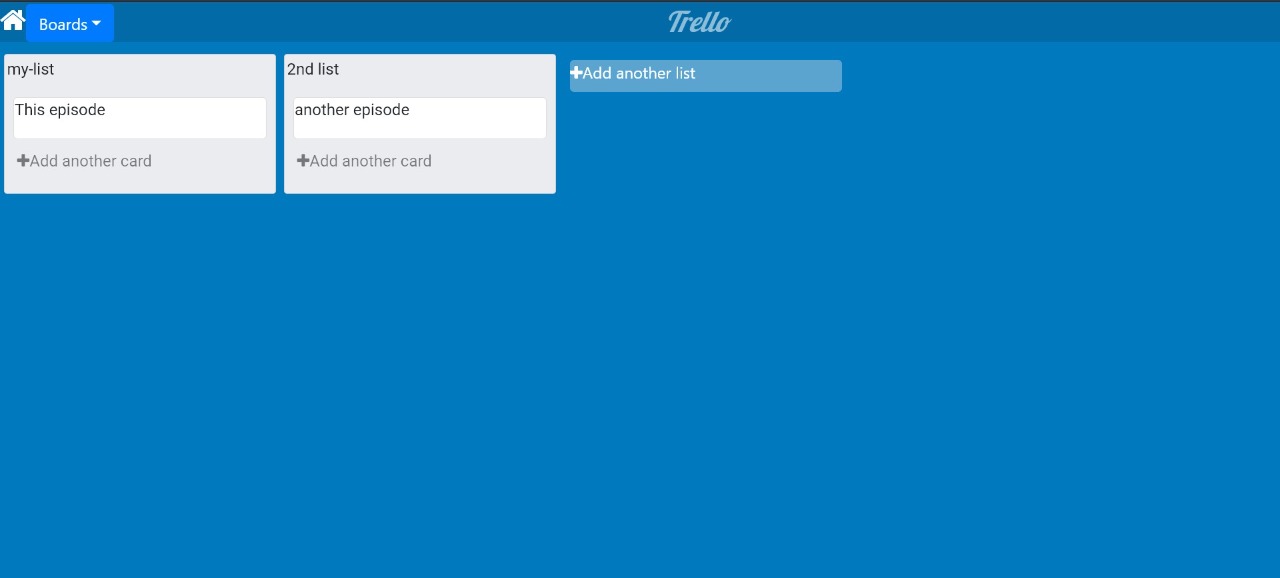 Boards
Trello
my-list
This episode
Add another card
2nd list
another episode
Add another card
Add another list